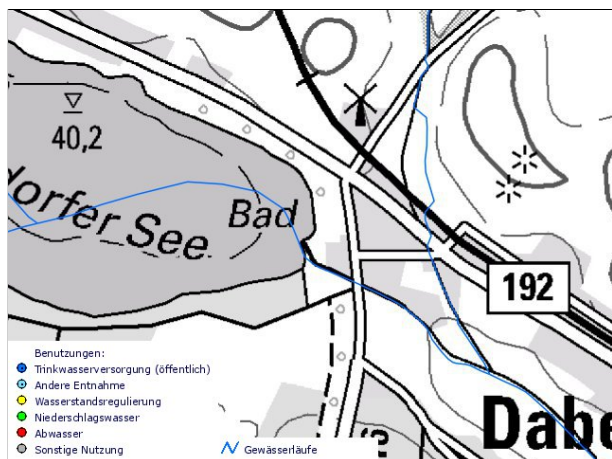 40,2
dorfer See
Bad
192
Dabe
Benutzungen:
Trinkwasserversorgung (öffentlich)
Andere Entnahme
Wasserstandsregulierung
Niederschlagswasser
Abwasser
Sonstige Nutzung
Gewässerläufe